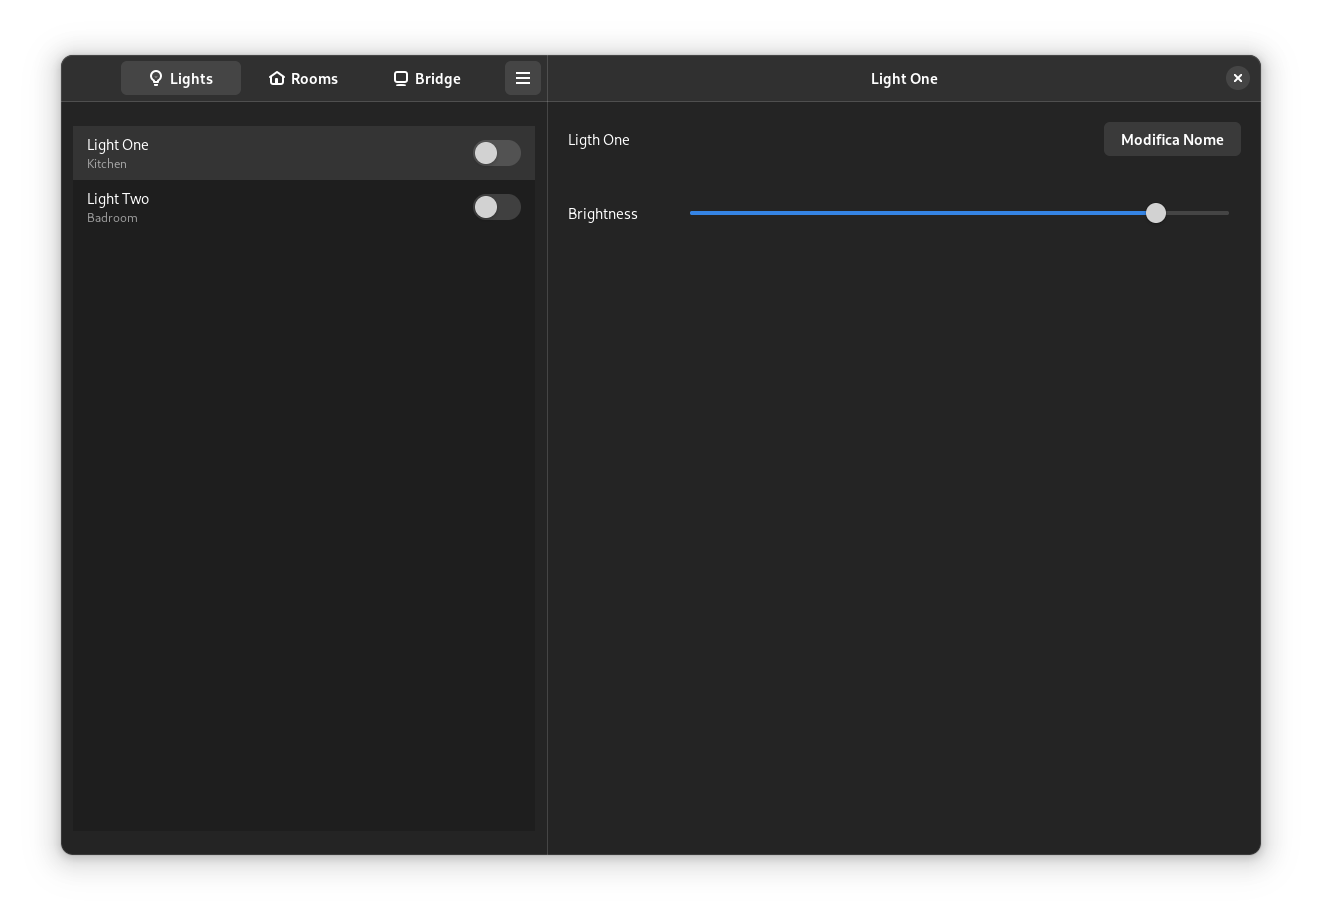 Lights
Rooms
Bridge
Light One
Light One
Kitchen
Light Two
Badroom
Ligth One
Modifica Nome
Brightness